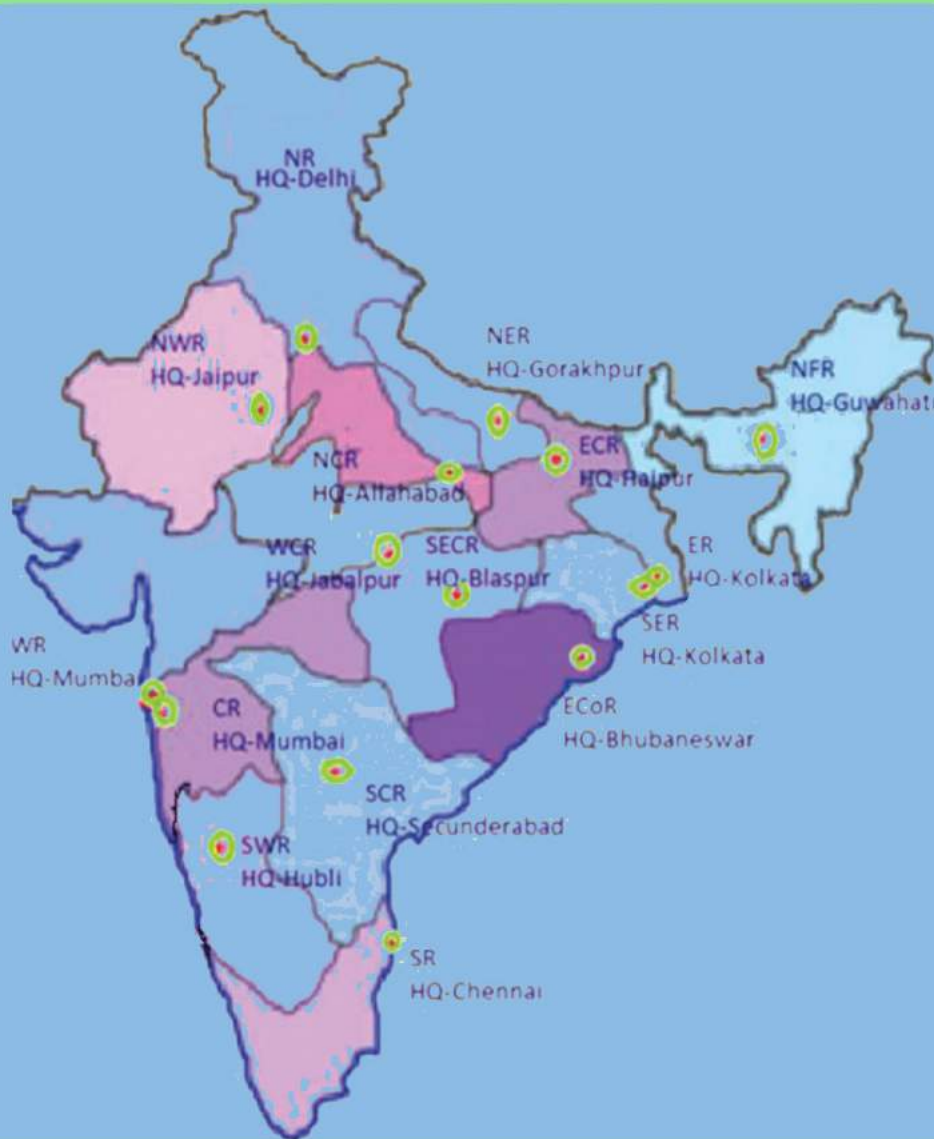 NR
HQ-Delhi
NWR
HQ-Jaipur
NER
HQ-Gorakhpur
NFR
HQ-Guwahati
NCR
HQ-Allahabad
ECR
HQ-Hajpur
WCR
HQ-Jabalpur
SECR
HQ-Blaspur
ER
HQ-Kolkata
SER
HQ-Kolkata
WR
HQ-Mumbai
CR
HQ-Mumbai
ECoR
HQ-Bhubaneswar
SCR
HQ-Secunderabad
SWR
HQ-Hubli
SR
HQ-Chennai